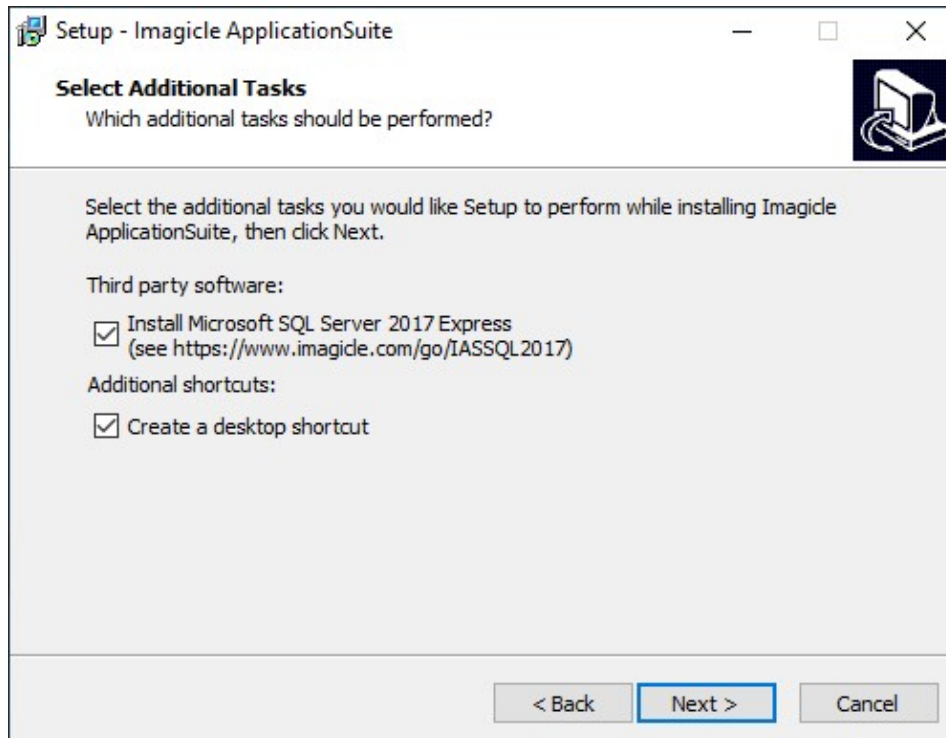 Setup - Imagicle ApplicationSuite
Select Additional Tasks
Which additional tasks should be performed?
Select the additional tasks you would like Setup to perform while installing Imagicle
ApplicationSuite, then click Next.
Third party software:
Install Microsoft SQL Server 2017 Express
(see https://www.imagicle.com/go/IASSQL2017)
Additional shortcuts:
Create a desktop shortcut
< Back Next > Cancel